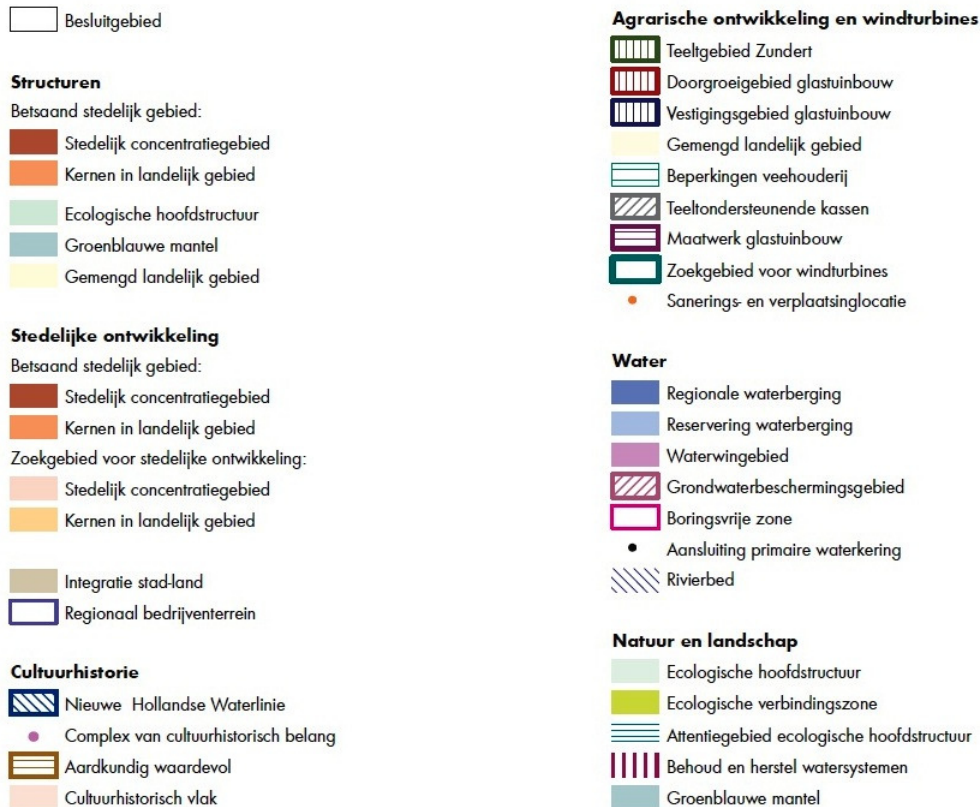 Besluitgebied
Structuren
Betsaand stedelijk gebied:
Stedelijk concentratiegebied
Kernen in landelijk gebied
Ecologische hoofdstructuur
Groenblauwe mantel
Gemengd landelijk gebied
Stedelijke ontwikkeling
Betsaand stedelijk gebied:
Stedelijk concentratiegebied
Kernen in landelijk gebied
Zoekgebied voor stedelijke ontwikkeling:
Stedelijk concentratiegebied
Kernen in landelijk gebied
Integratie stad-land
Regionaal bedrijventerrein
Cultuurhistorie
Nieuwe Hollandse Waterlinie
Complex van cultuurhistorisch belang
Aardkundig waardevol
Cultuurhistorisch vlak
Agrarische ontwikkeling en windturbines
Teeltgebied Zundert
Doorgroeigebied glastuinbouw
Vestigingsgebied glastuinbouw
Gemengd landelijk gebied
Beperkingen veehouderij
Teeltondersteunende kassen
Maatwerk glastuinbouw
Zoekgebied voor windturbines
Sanerings- en verplaatsinglocatie
Water
Regionale waterberging
Reservering waterberging
Waterwingebied
Grondwaterbeschermingsgebied
Boringsvrije zone
Aansluiting primaire waterkering
Rivierbed
Natuur en landschap
Ecologische hoofdstructuur
Ecologische verbindingszone
Attentiegebied ecologische hoofdstructuur
Behoud en herstel watersystemen
Groenblauwe mantel